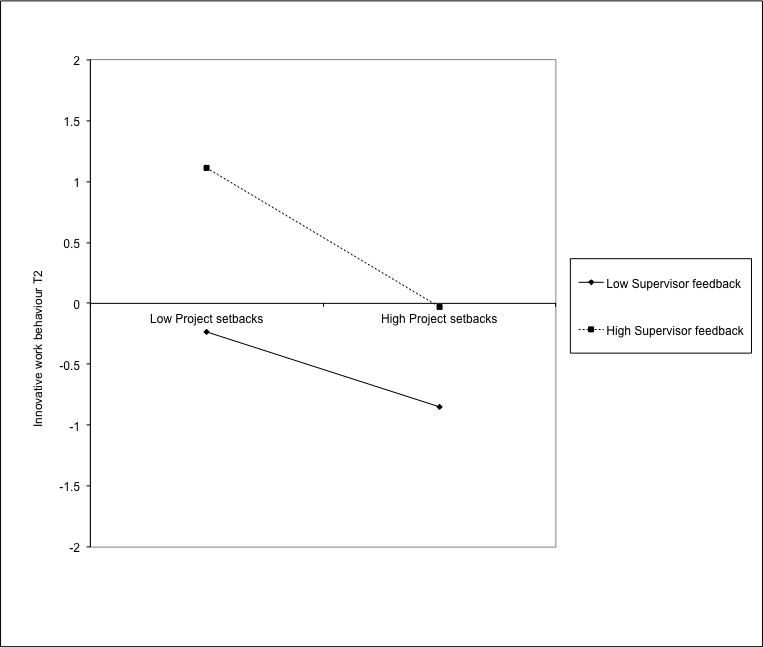 2
1.5
1
0.5
0
-0.5
-1
-1.5
-2
Innovative work behaviour T2
Low Project setbacks
High Project setbacks
Low Supervisor feedback
High Supervisor feedback